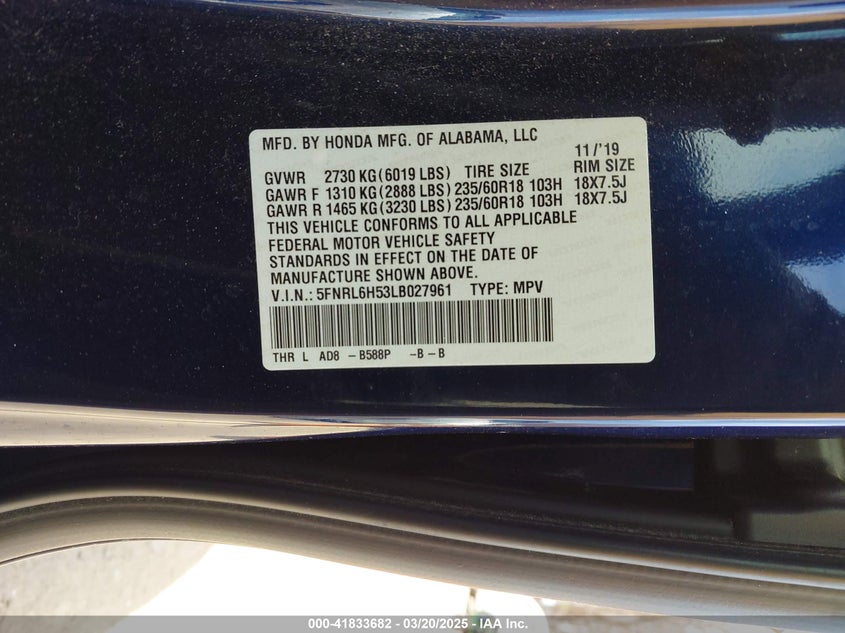 MFD. BY HONDA MFG. OF ALABAMA, LLC
11/'19
GVWR 2730 KG(6019 LBS) TIRE SIZE RIM SIZE
GAWR F 1310 KG(2888 LBS) 235/60R18 103H 18X7.5J
GAWR R 1465 KG(3230 LBS) 235/60R18 103H 18X7.5J
THIS VEHICLE CONFORMS TO ALL APPLICABLE
FEDERAL MOTOR VEHICLE SAFETY
STANDARDS IN EFFECT ON THE DATE OF
MANUFACTURE SHOWN ABOVE.
V.I.N.: 5FNRL6H53LB027961 TYPE: MPV
THR L AD8 - B588P -B - B
000-41833682 - 03/20/2025 - IAA Inc.